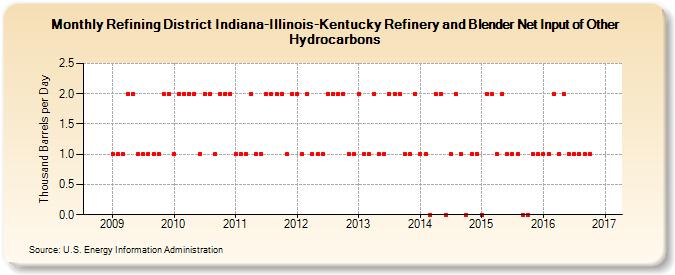 Monthly Refining District Indiana-Illinois-Kentucky Refinery and Blender Net Input of Other
Hydrocarbons
Thousand Barrels per Day
2.5
2.0
1.5
1.0
0.5
0.0
2009 2010 2011 2012 2013 2014 2015 2016 2017
Source: U.S. Energy Information Administration